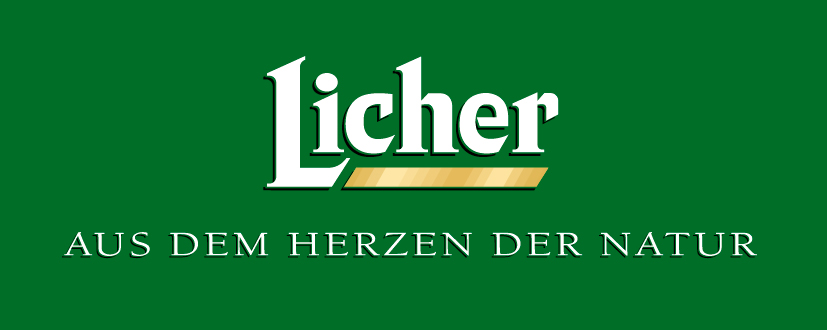 Licher
AUS DEM HERZEN DER NATUR